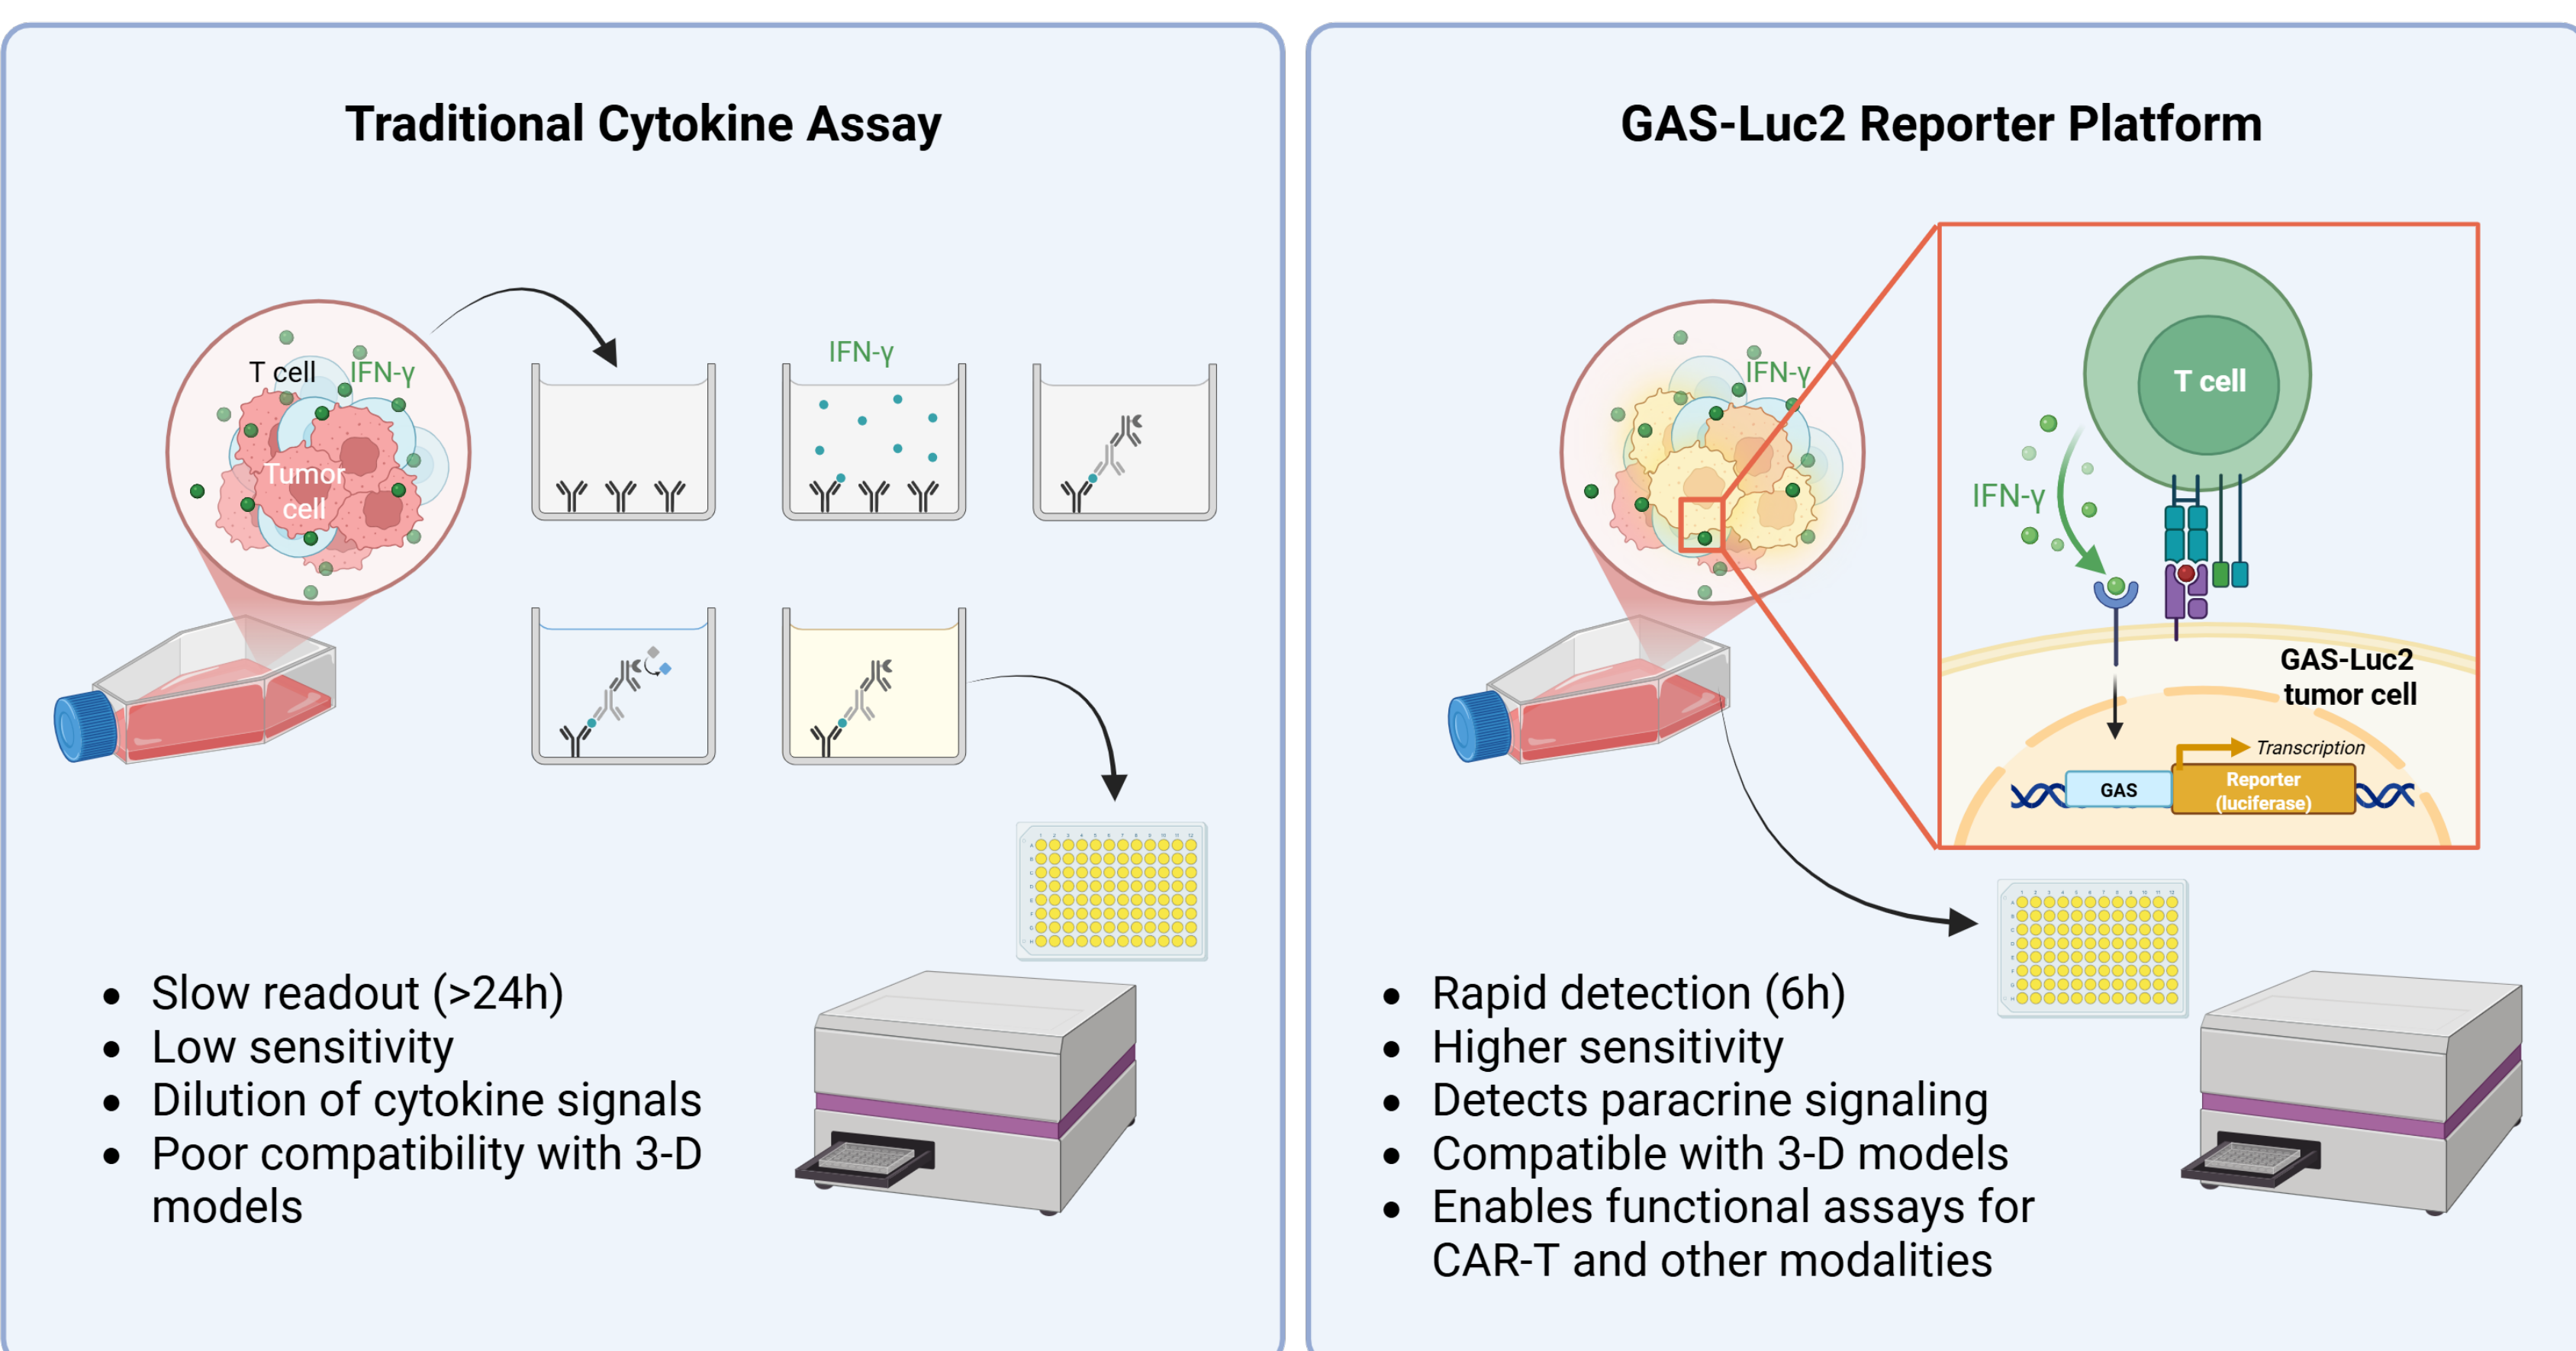 Traditional Cytokine Assay
T cell
IFN-γ
Tumor
cell
IFN-γ
• Slow readout (>24h)
• Low sensitivity
• Dilution of cytokine signals
• Poor compatibility with 3-D
models
GAS-Luc2 Reporter Platform
IFN-γ
T cell
IFN-γ
GAS-Luc2
tumor cell
Transcription
GAS
Reporter
(luciferase)
• Rapid detection (6h)
• Higher sensitivity
• Detects paracrine signaling
• Compatible with 3-D models
• Enables functional assays for
CAR-T and other modalities